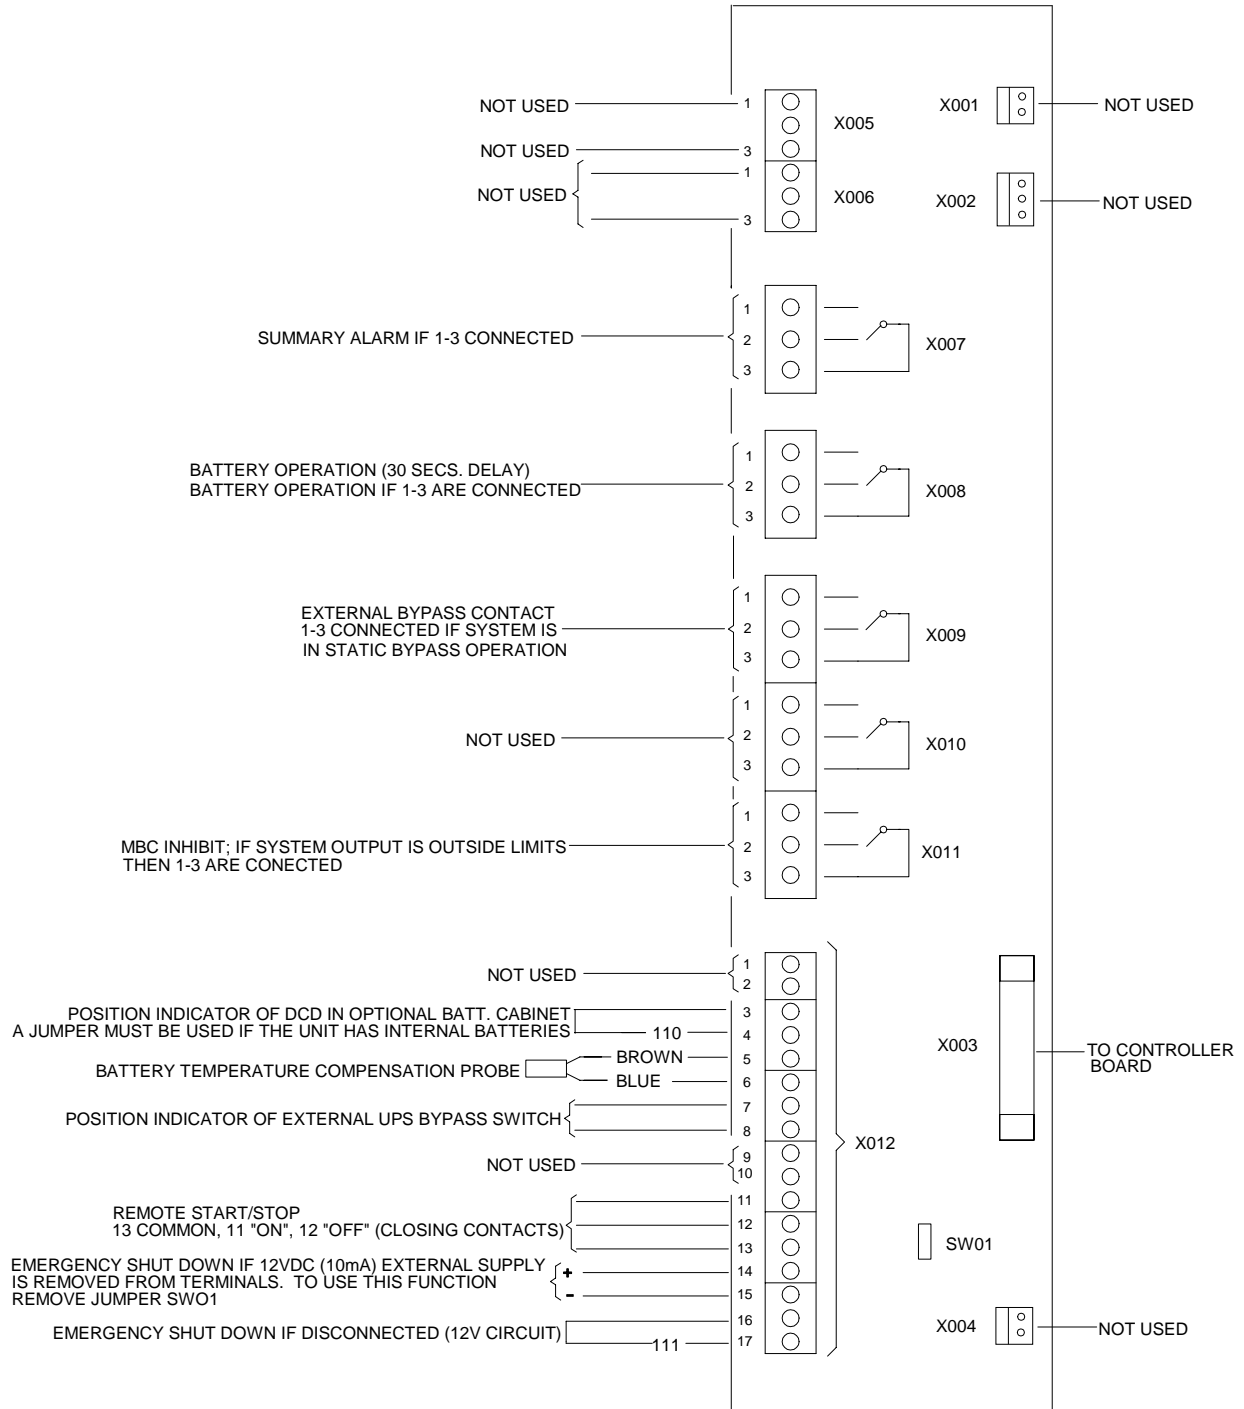 NOT USED 1 X005 X001 NOT USED
NOT USED 3
1
NOT USED X006 X002 NOT USED
3
1
SUMMARY ALARM IF 1-3 CONNECTED 2 X007
3
1
BATTERY OPERATION (30 SECS. DELAY)
BATTERY OPERATION IF 1-3 ARE CONNECTED 2 X008
3
1
EXTERNAL BYPASS CONTACT
1-3 CONNECTED IF SYSTEM IS 2 X009
IN STATIC BYPASS OPERATION 3
1
NOT USED 2 X010
3
1
MBC INHIBIT; IF SYSTEM OUTPUT IS OUTSIDE LIMITS 2 X011
THEN 1-3 ARE CONECTED 3
1
NOT USED
2
POSITION INDICATOR OF DCD IN OPTIONAL BATT. CABINET 3
A JUMPER MUST BE USED IF THE UNIT HAS INTERNAL BATTERIES 110 4
BROWN 5 X003 TO CONTROLLER
BOARD
BATTERY TEMPERATURE COMPENSATION PROBE
BLUE 6
7
POSITION INDICATOR OF EXTERNAL UPS BYPASS SWITCH
8
X012
9
NOT USED
10
11
REMOTE START/STOP
13 COMMON, 11 "ON", 12 "OFF" (CLOSING CONTACTS) 12
13 SW01
EMERGENCY SHUT DOWN IF 12VDC (10mA) EXTERNAL SUPPLY + 14
IS REMOVED FROM TERMINALS. TO USE THIS FUNCTION
REMOVE JUMPER SWO1 - 15
16
EMERGENCY SHUT DOWN IF DISCONNECTED (12V CIRCUIT) X004 NOT USED
111 17